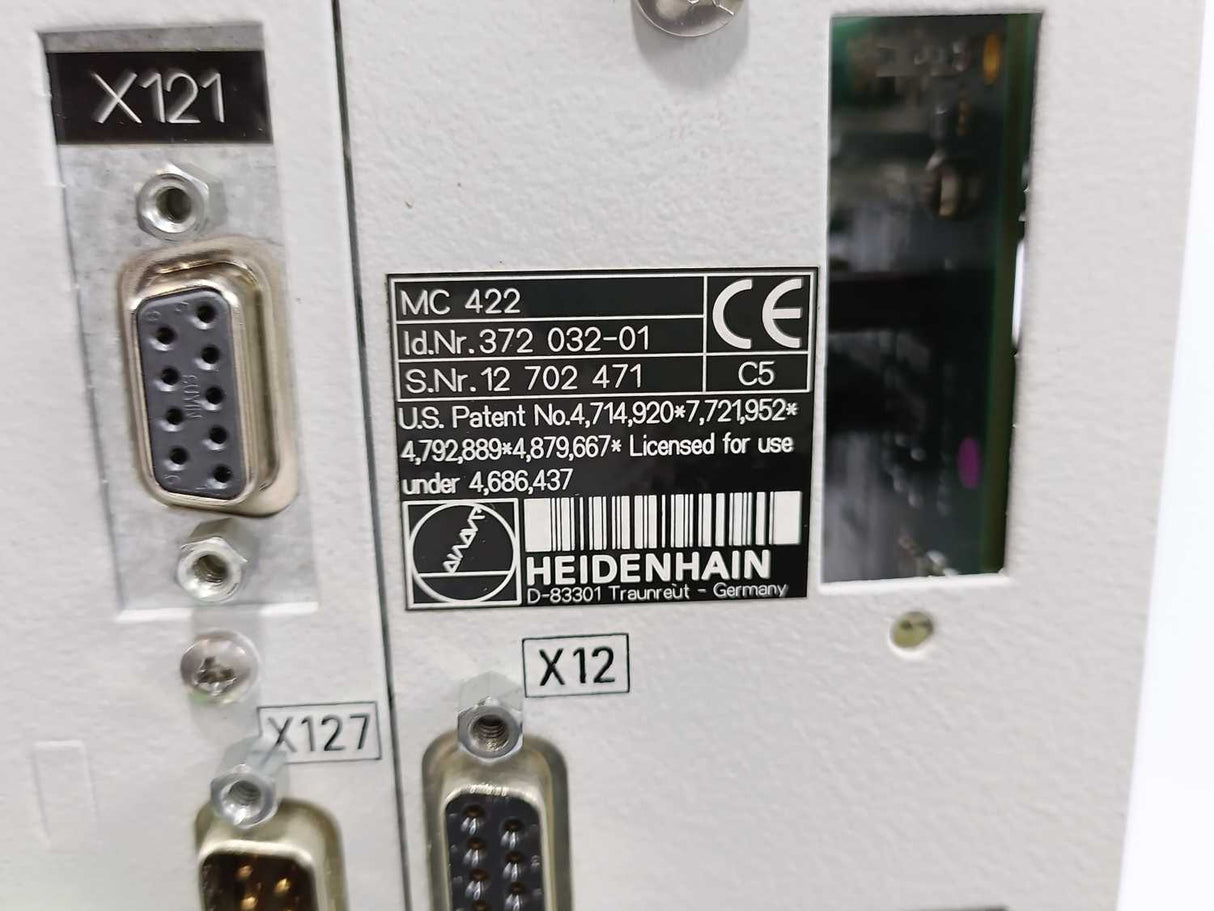 X121
MC 422
CE
Id.Nr. 372 032-01
S.Nr. 12 702 471
C5
U.S. Patent No.4,714,920*7,721,952*
4,792,889*4,879,667* Licensed for use
under 4,686,437
HEIDENHAIN
D-83301 Traunreut - Germany
X12
X127